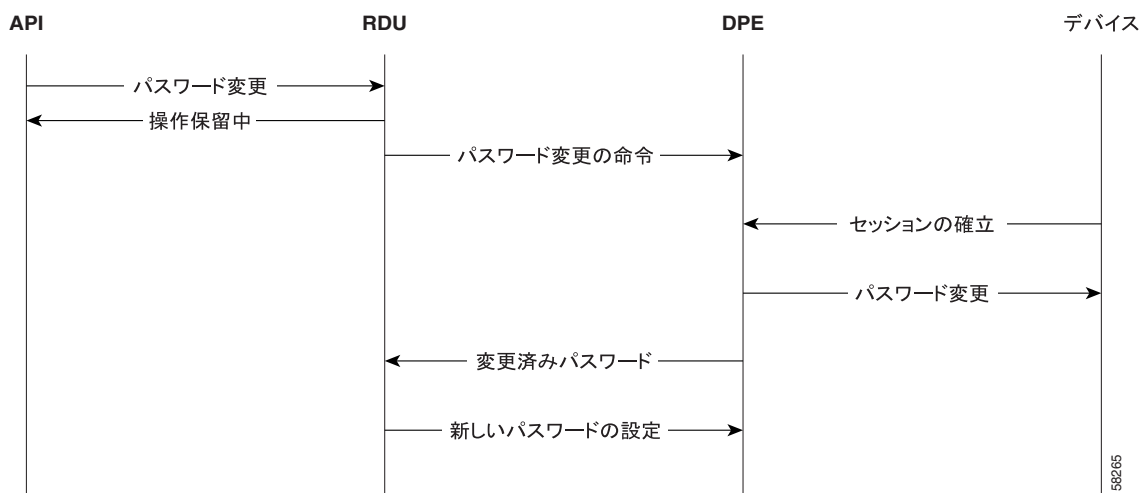 API
RDU
DPE
デバイス
パスワード変更
操作保留中
パスワード変更の命令
セッションの確立
パスワード変更
変更済みパスワード
新しいパスワードの設定
58265